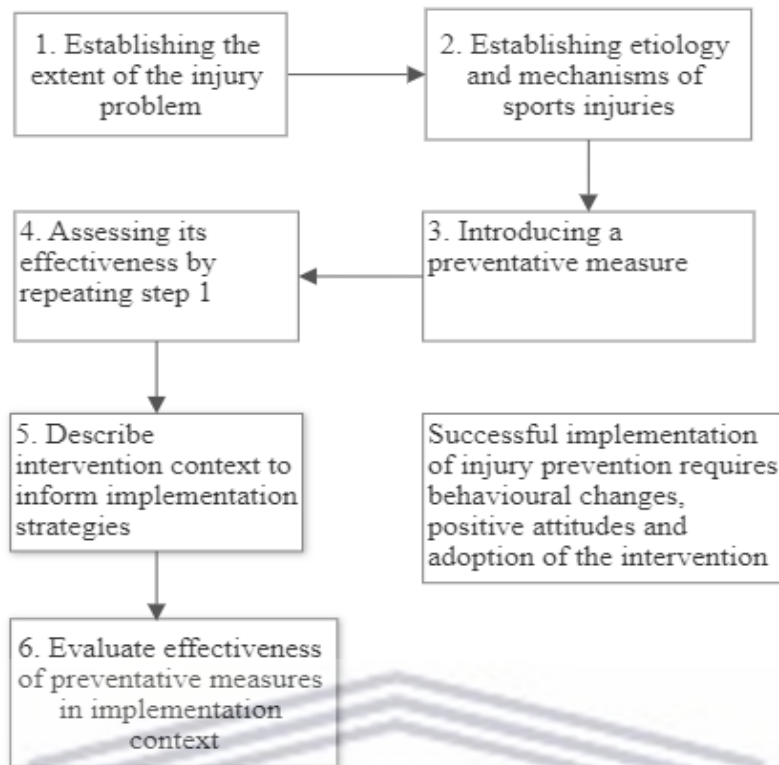 1. Establishing the
extent of the injury
problem
2. Establishing etiology
and mechanisms of
sports injuries
3. Introducing a
preventative measure
4. Assessing its
effectiveness by
repeating step 1
5. Describe
intervention context to
inform implementation
strategies
Successful implementation
of injury prevention requires
behavioural changes,
positive attitudes and
adoption of the intervention
6. Evaluate effectiveness
of preventative measures
in implementation
context